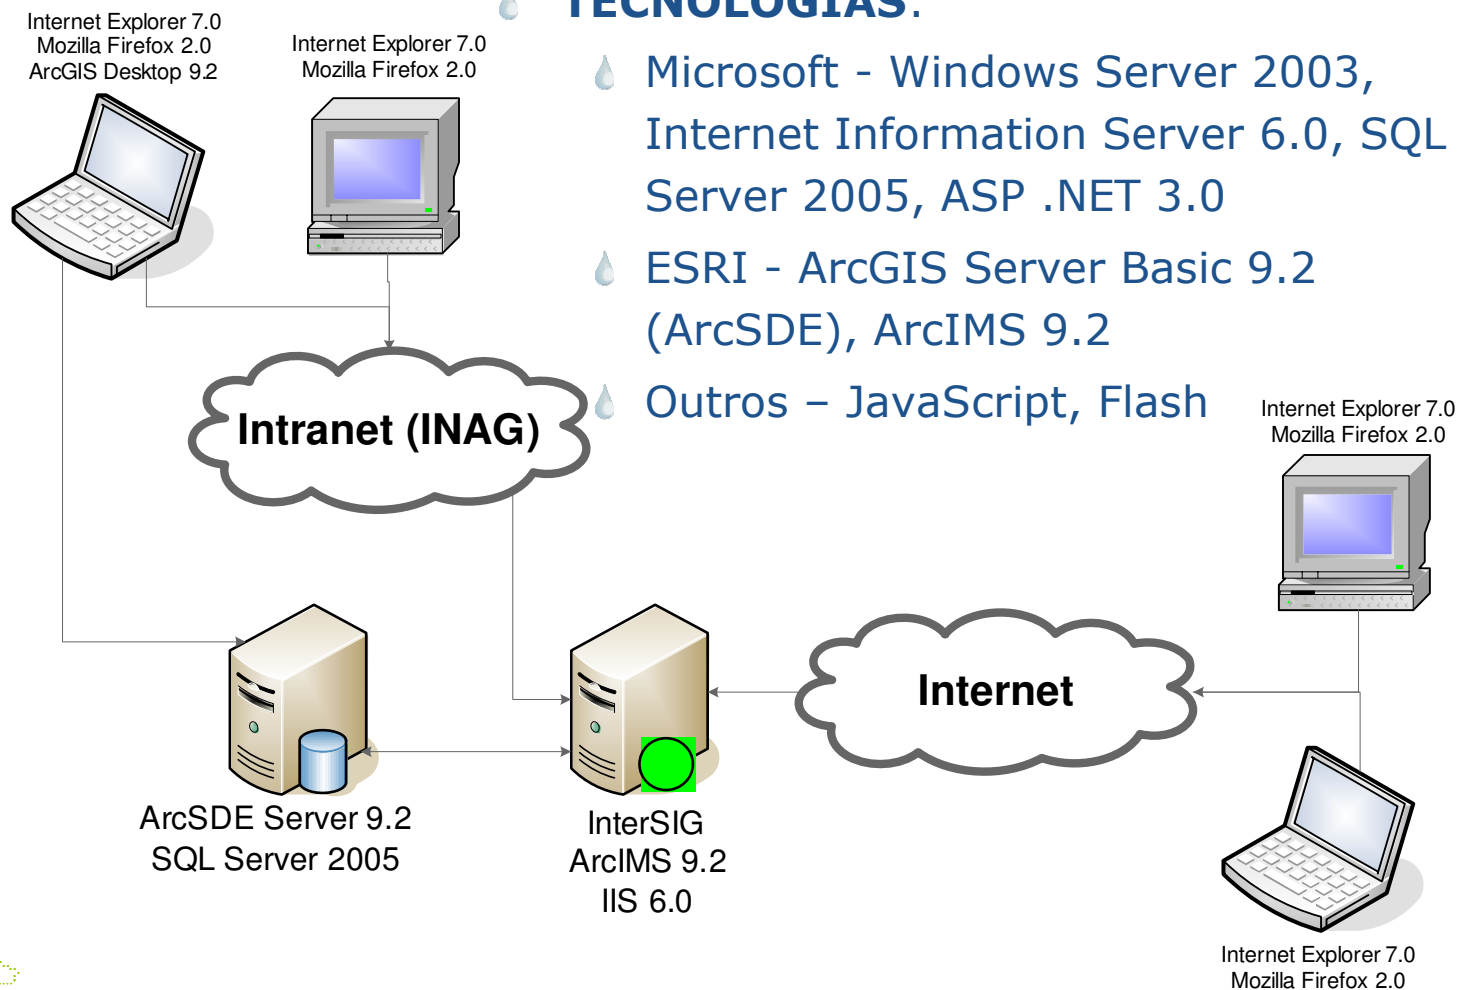 TECNOLOGIAS:
Microsoft - Windows Server 2003,
Internet Information Server 6.0, SQL
Server 2005, ASP .NET 3.0
ESRI - ArcGIS Server Basic 9.2
(ArcSDE), ArcIMS 9.2
Outros – JavaScript, Flash
Internet Explorer 7.0
Mozilla Firefox 2.0
ArcGIS Desktop 9.2
Internet Explorer 7.0
Mozilla Firefox 2.0
Intranet (INAG)
Internet Explorer 7.0
Mozilla Firefox 2.0
Internet
ArcSDE Server 9.2
SQL Server 2005
InterSIG
ArcIMS 9.2
IIS 6.0
Internet Explorer 7.0
Mozilla Firefox 2.0